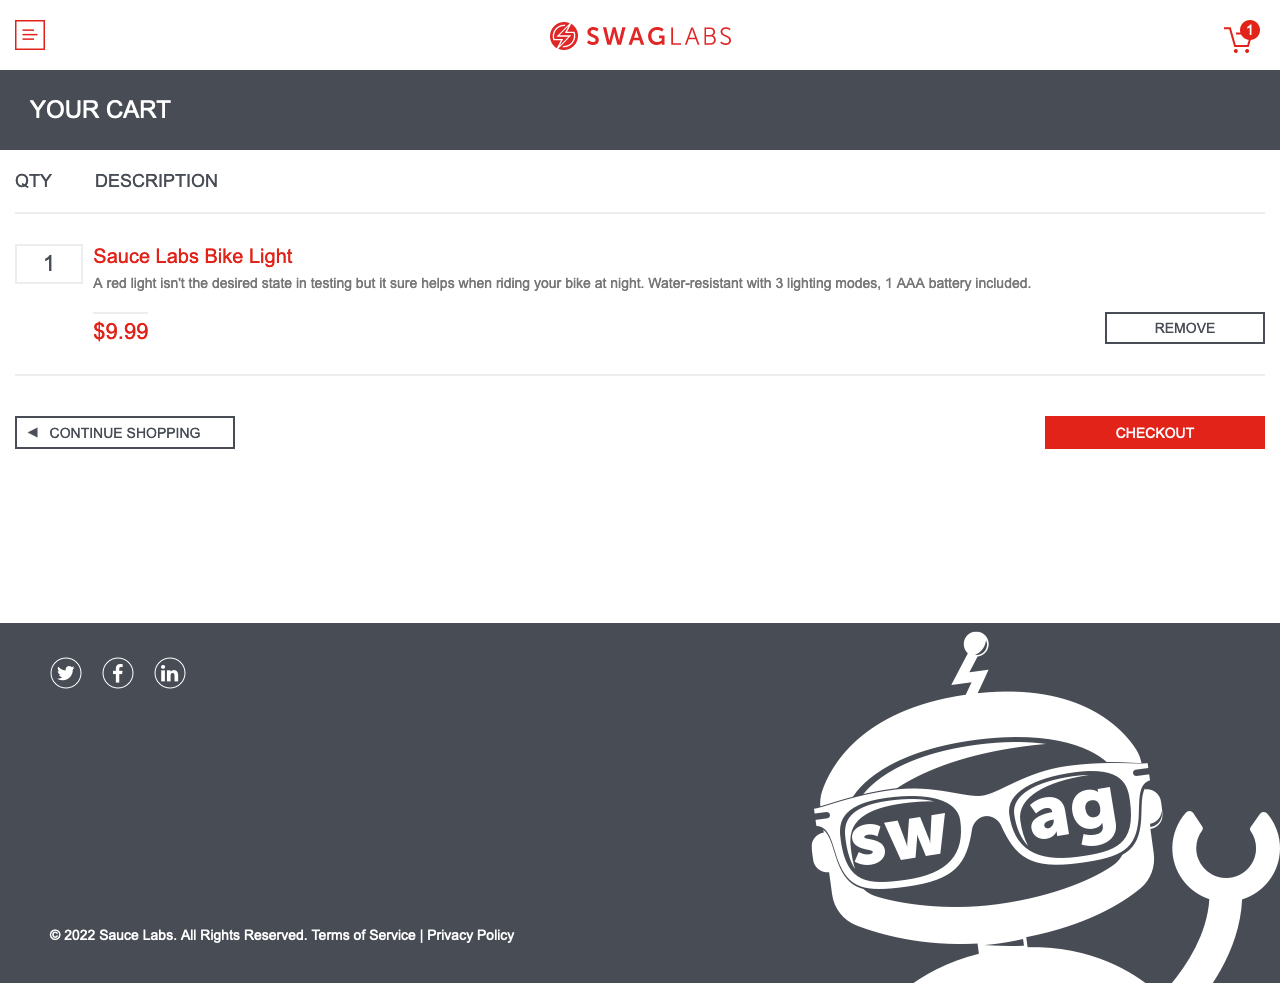 SWAGLABS
1
YOUR CART
QTY DESCRIPTION
1
Sauce Labs Bike Light
A red light isn't the desired state in testing but it sure helps when riding your bike at night. Water-resistant with 3 lighting modes, 1 AAA battery included.
$9.99
REMOVE
CONTINUE SHOPPING
CHECKOUT
f
in
sw ag
© 2022 Sauce Labs. All Rights Reserved. Terms of Service | Privacy Policy